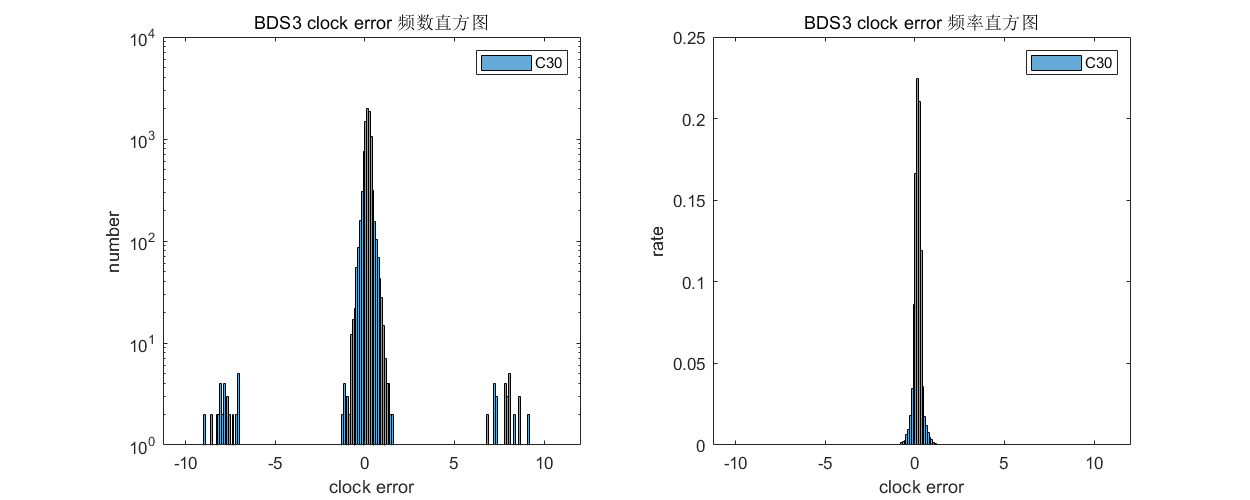 BDS3 clock error 频数直方图
10^4
10^3
10^2
10^1
10^0
number
-10 -5 0 5 10
clock error
C30
BDS3 clock error 频率直方图
0.25
0.2
0.15
0.1
0.05
0
rate
-10 -5 0 5 10
clock error
C30